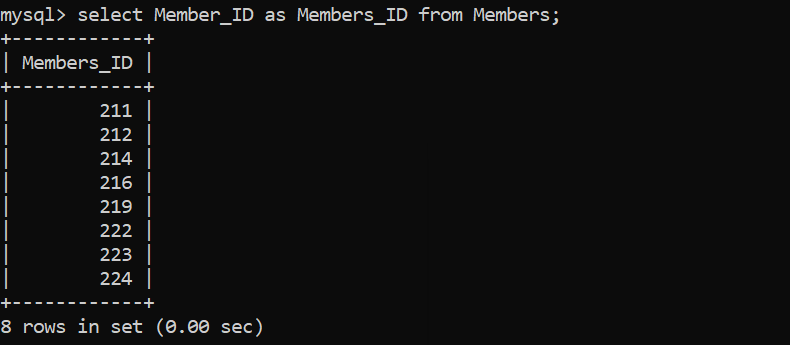 mysql> select Member_ID as Members_ID from Members;
+------------+
| Members_ID |
+------------+
|        211 |
|        212 |
|        214 |
|        216 |
|        219 |
|        222 |
|        223 |
|        224 |
+------------+
8 rows in set (0.00 sec)